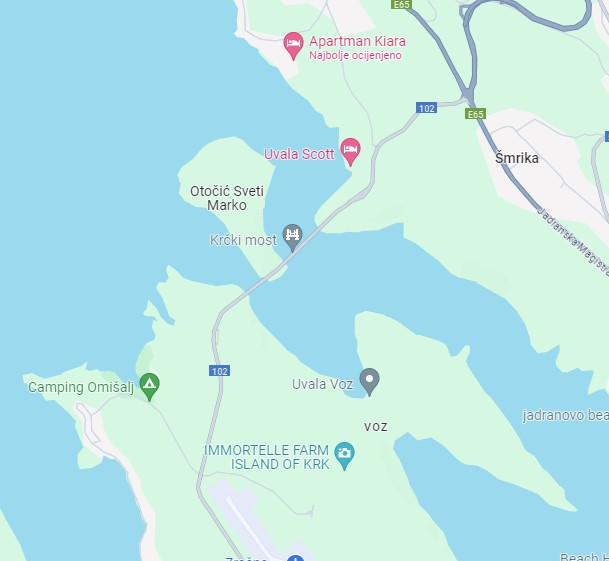 E65
Apartman Kiara
Najbolje ocijenjeno
102
E65
Uvala Scott
Šmrika
Otočić Sveti
Marko
Krčki most
Jadranska Magistra
102
Camping Omišalj
Uvala Voz
jadranovo bea
voz
IMMORTELLE FARM
ISLAND OF KRK
Beach H